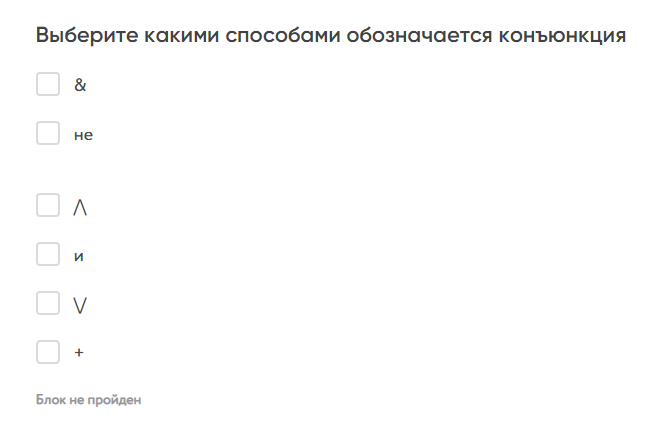 Выберите какими способами обозначается конъюнкция
&
не
/\
и
\/
+
Блок не пройден